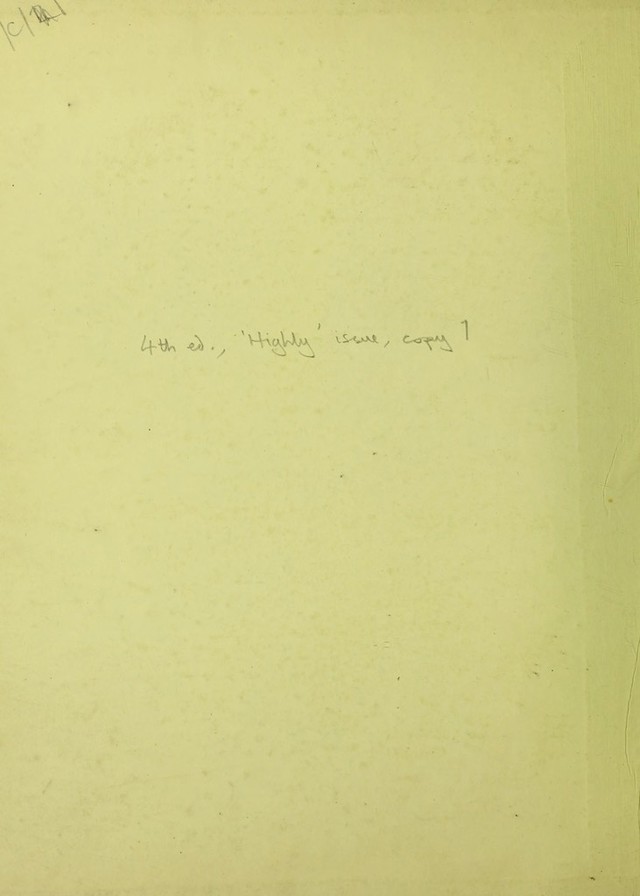 4th ed., 'Highly' issue, copy 1